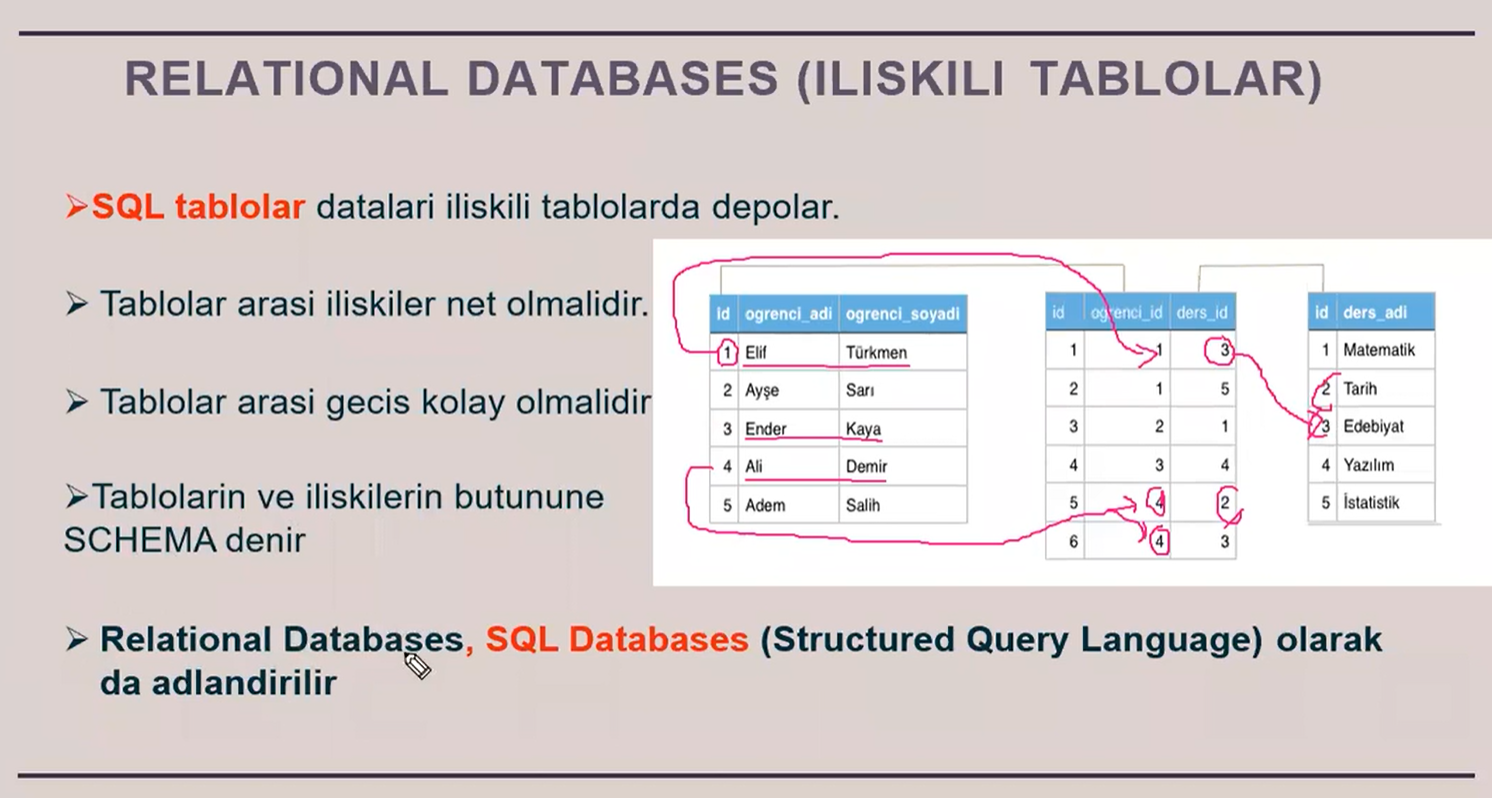 RELATIONAL DATABASES (ILISKILI TABLOLAR)
➢SQL tablolar datalari iliskili tablolarda depolar.
➢ Tablolar arasi iliskiler net olmalidir.
➢ Tablolar arasi gecis kolay olmalidir
➢Tablolarin ve iliskilerin butunune
SCHEMA denir
id ogrenci_adi ogrenci_soyadi
1 Elif Türkmen
2 Ayşe Sarı
3 Ender Kaya
4 Ali Demir
5 Adem Salih
id ogrenci_id ders_id
1 1 3
2 1 5
3 2 1
4 3 4
5 4 2
6 4 3
id ders_adi
1 Matematik
2 Tarih
3 Edebiyat
4 Yazılım
5 İstatistik
➢ Relational Databases, SQL Databases (Structured Query Language) olarak
da adlandirilir